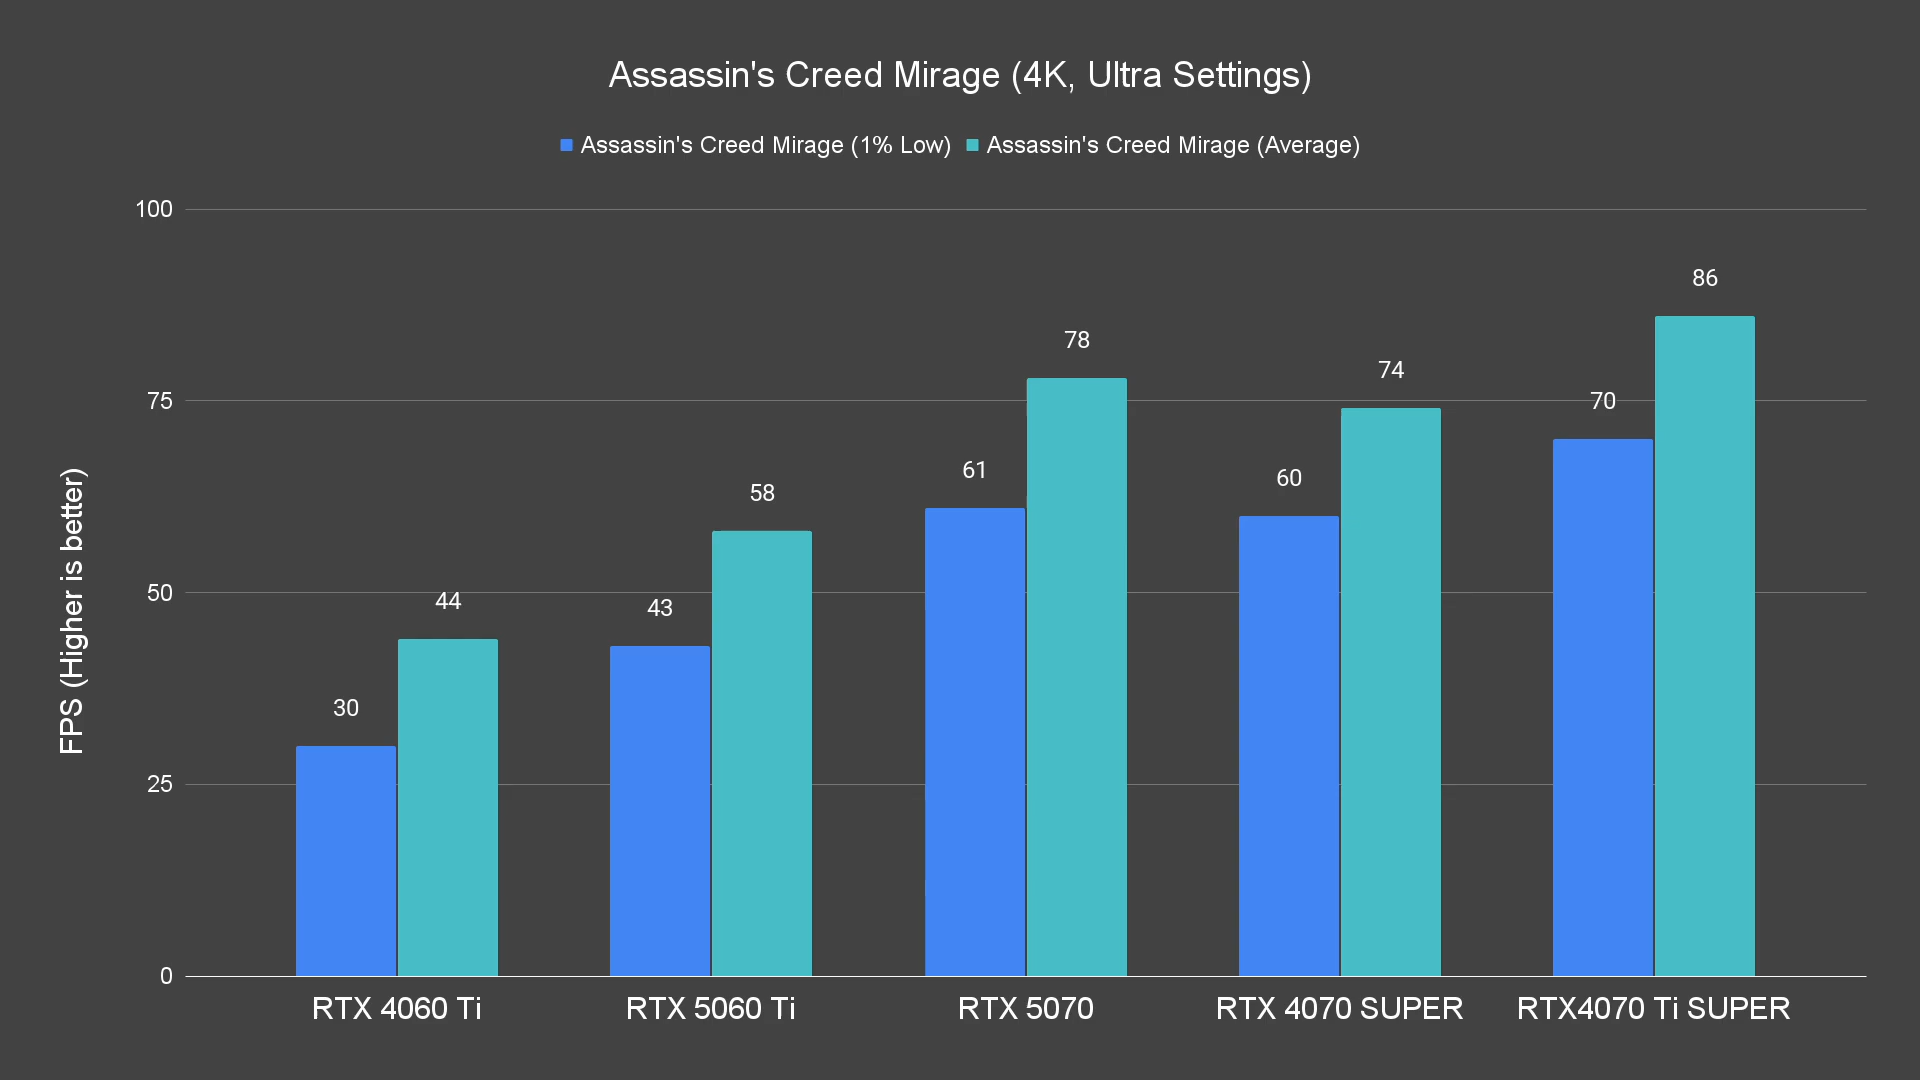 Assassin's Creed Mirage (4K, Ultra Settings)
Assassin's Creed Mirage (1% Low) Assassin's Creed Mirage (Average)
FPS (Higher is better)
100
75
50
25
0
30
44
43
58
61
78
60
74
70
86
RTX 4060 Ti
RTX 5060 Ti
RTX 5070
RTX 4070 SUPER
RTX4070 Ti SUPER